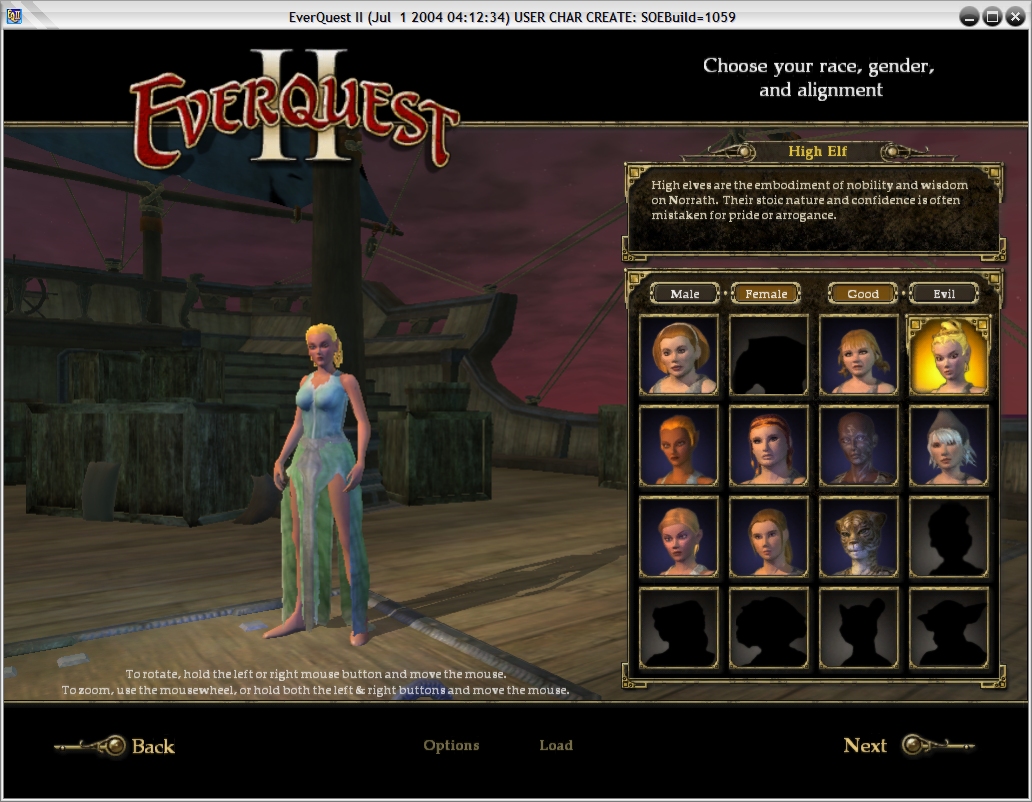 EverQuest II (Jul 1 2004 04:12:34) USER CHAR CREATE: SOEBuild=1059
II
EVERQUEST
Choose your race, gender,
and alignment
High Elf
High elves are the embodiment of nobility and wisdom
on Norrath. Their stoic nature and confidence is often
mistaken for pride or arrogance.
Male Female Good Evil
To rotate, hold the left or right mouse button and move the mouse.
To zoom, use the mousewheel, or hold both the left & right buttons and move the mouse.
Back Options Load Next